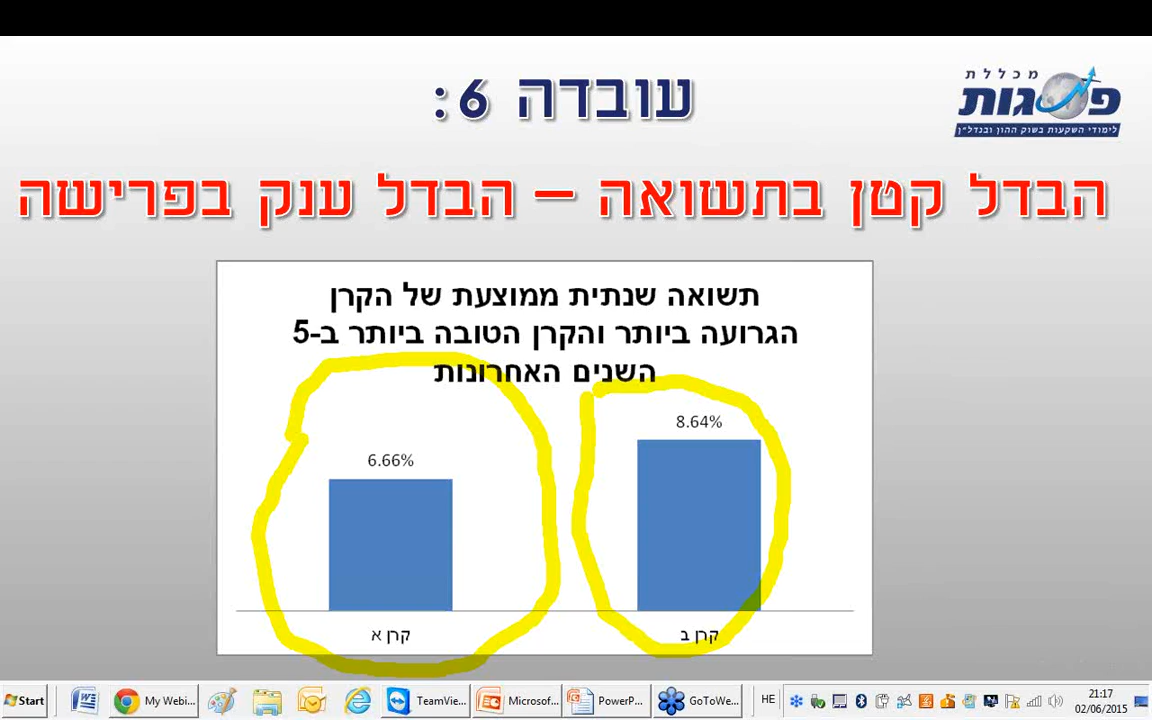 עובדה 6:
מכללת
פסגות
לימודי השקעות בשוק ההון ובנדל"ן
הבדל קטן בתשואה – הבדל ענק בפרישה
תשואה שנתית ממוצעת של הקרן
הגרועה ביותר והקרן הטובה ביותר ב-5
השנים האחרונות
6.66%
8.64%
קרן א
קרן ב
Start
My Webi...
TeamVie...
Microsof...
PowerP...
GoToWe...
HE
21:17
02/06/2015